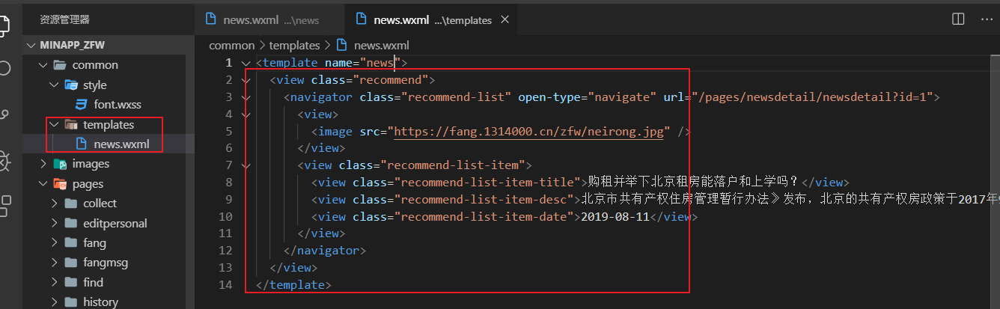 资源管理器
news.wxml ...\news
news.wxml ...\templates
MINAPP_ZFW
common > templates > news.wxml
common
style
font.wxss
templates
news.wxml
images
pages
collect
editpersonal
fang
fangmsg
find
history
1 <template name="news">
2 <view class="recommend">
3 <navigator class="recommend-list" open-type="navigate" url="/pages/newsdetail/newsdetail?id=1">
4 <view>
5 <image src="https://fang.1314000.cn/zfw/neirong.jpg" />
6 </view>
7 <view class="recommend-list-item">
8 <view class="recommend-list-item-title">购租并举下北京租房能落户和上学吗？</view>
9 <view class="recommend-list-item-desc">北京市共有产权住房管理暂行办法》发布，北京的共有产权房政策于2017年
10 <view class="recommend-list-item-date">2019-08-11</view>
11 </view>
12 </navigator>
13 </view>
14 </template>